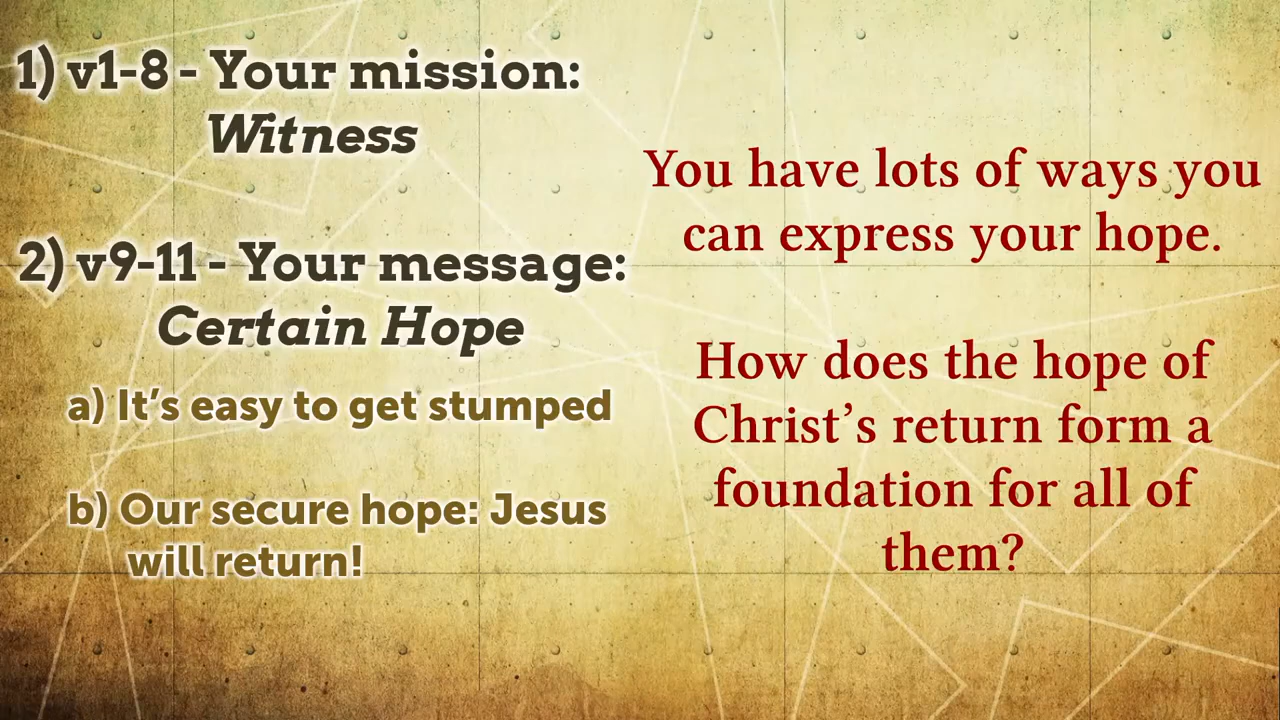 1) v1-8 - Your mission:
Witness
2) v9-11 - Your message:
Certain Hope
a) It’s easy to get stumped
b) Our secure hope: Jesus
will return!
You have lots of ways you
can express your hope.
How does the hope of
Christ’s return form a
foundation for all of
them?